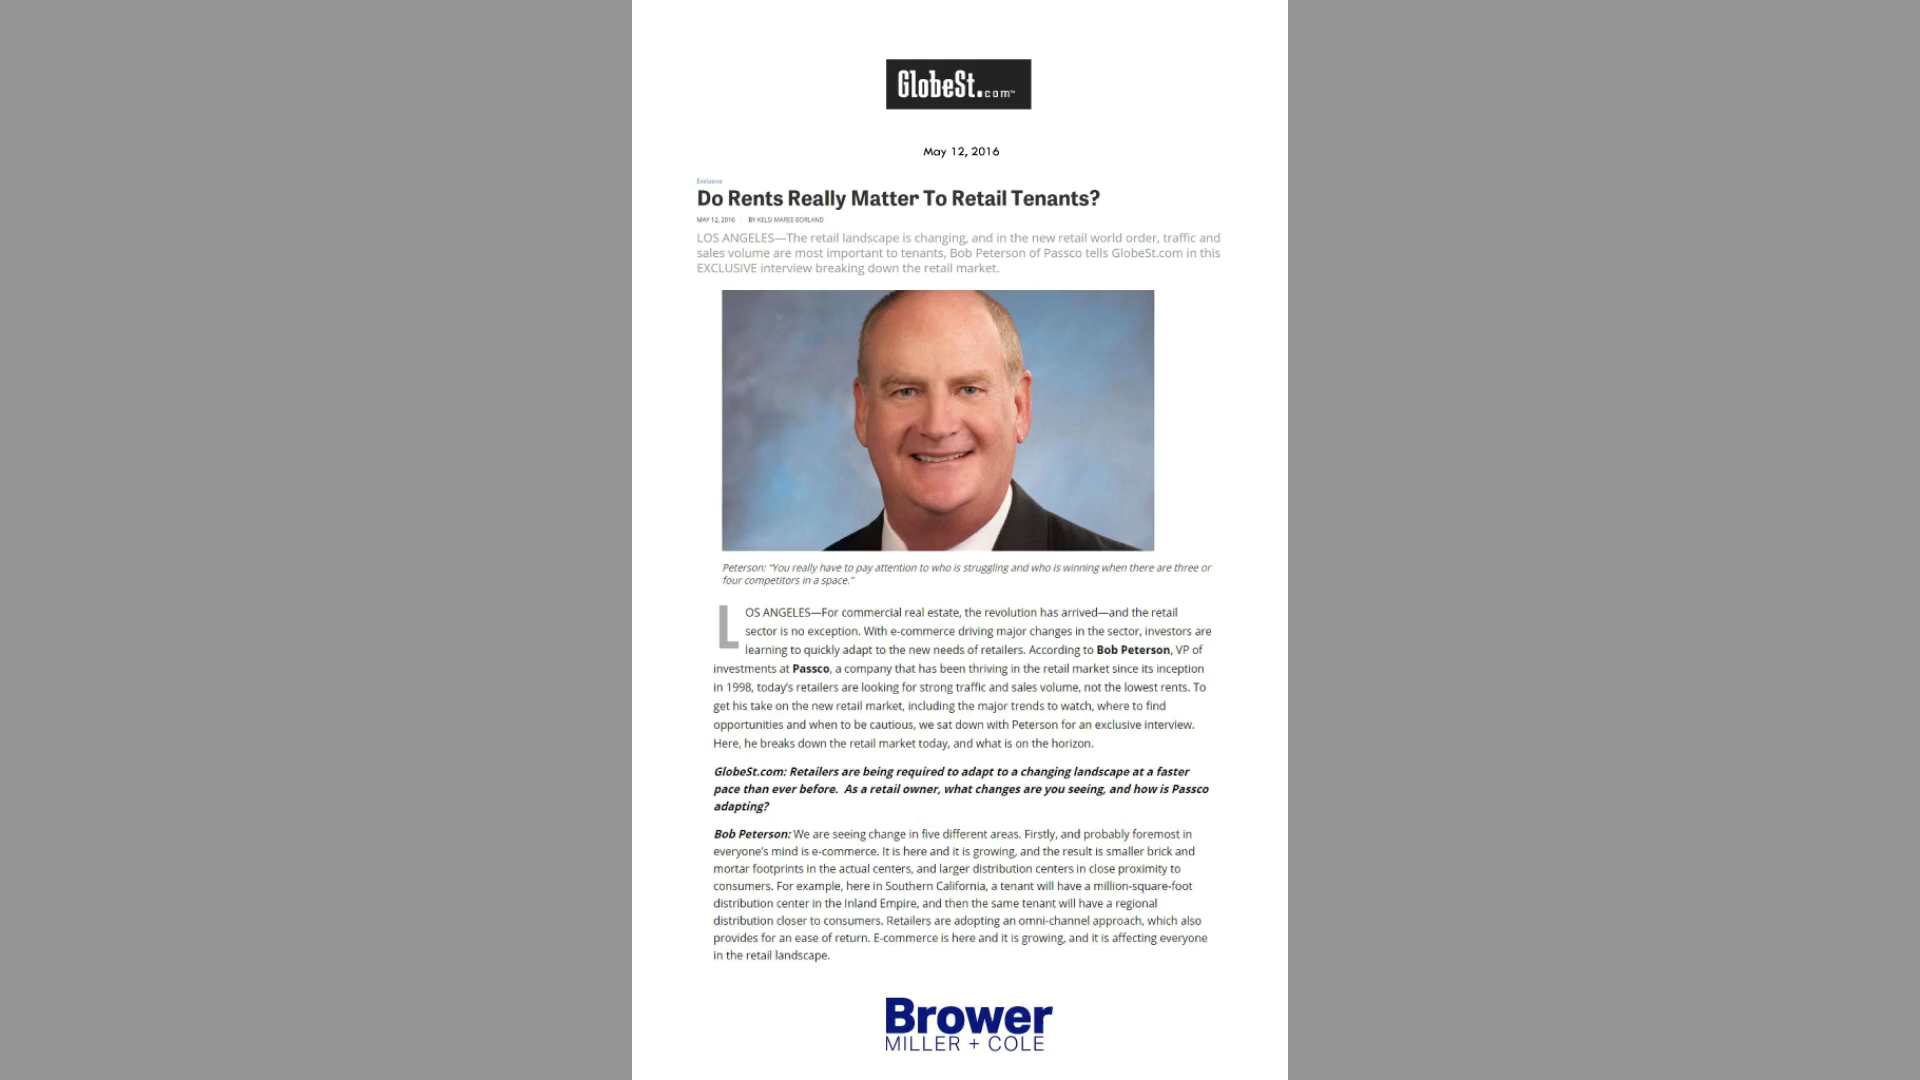 GlobeSt.com™
May 12, 2016
Exclusive
Do Rents Really Matter To Retail Tenants?
MAY 12, 2016 | BY KELSI MAREE BORLAND
LOS ANGELES—The retail landscape is changing, and in the new retail world order, traffic and
sales volume are most important to tenants, Bob Peterson of Passco tells GlobeSt.com in this
EXCLUSIVE interview breaking down the retail market.
Peterson: “You really have to pay attention to who is struggling and who is winning when there are three or
four competitors in a space.”
LOS ANGELES—For commercial real estate, the revolution has arrived—and the retail
sector is no exception. With e-commerce driving major changes in the sector, investors are
learning to quickly adapt to the new needs of retailers. According to Bob Peterson, VP of
investments at Passco, a company that has been thriving in the retail market since its inception
in 1998, today’s retailers are looking for strong traffic and sales volume, not the lowest rents. To
get his take on the new retail market, including the major trends to watch, where to find
opportunities and when to be cautious, we sat down with Peterson for an exclusive interview.
Here, he breaks down the retail market today, and what is on the horizon.
GlobeSt.com: Retailers are being required to adapt to a changing landscape at a faster
pace than ever before. As a retail owner, what changes are you seeing, and how is Passco
adapting?
Bob Peterson: We are seeing change in five different areas. Firstly, and probably foremost in
everyone’s mind is e-commerce. It is here and it is growing, and the result is smaller brick and
mortar footprints in the actual centers, and larger distribution centers in close proximity to
consumers. For example, here in Southern California, a tenant will have a million-square-foot
distribution center in the Inland Empire, and then the same tenant will have a regional
distribution closer to consumers. Retailers are adopting an omni-channel approach, which also
provides for an ease of return. E-commerce is here and it is growing, and it is affecting everyone
in the retail landscape.
Brower
MILLER + COLE